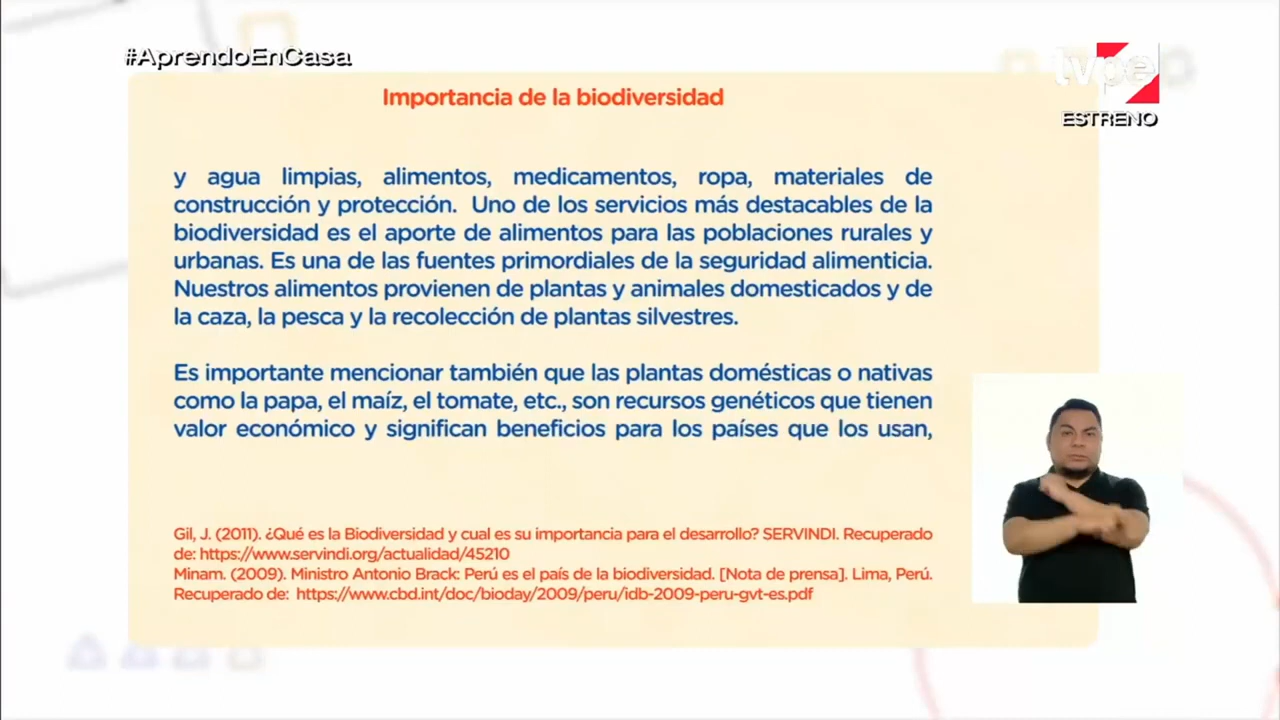 #AprendoEnCasa
tvpe
ESTRENO
Importancia de la biodiversidad
y agua limpias, alimentos, medicamentos, ropa, materiales de
construcción y protección. Uno de los servicios más destacables de la
biodiversidad es el aporte de alimentos para las poblaciones rurales y
urbanas. Es una de las fuentes primordiales de la seguridad alimenticia.
Nuestros alimentos provienen de plantas y animales domesticados y de
la caza, la pesca y la recolección de plantas silvestres.
Es importante mencionar también que las plantas domésticas o nativas
como la papa, el maíz, el tomate, etc., son recursos genéticos que tienen
valor económico y significan beneficios para los países que los usan,
Gil, J. (2011). ¿Qué es la Biodiversidad y cual es su importancia para el desarrollo? SERVINDI. Recuperado
de: https://www.servindi.org/actualidad/45210
Minam. (2009). Ministro Antonio Brack: Perú es el país de la biodiversidad. [Nota de prensa]. Lima, Perú.
Recuperado de: https://www.cbd.int/doc/bioday/2009/peru/idb-2009-peru-gvt-es.pdf